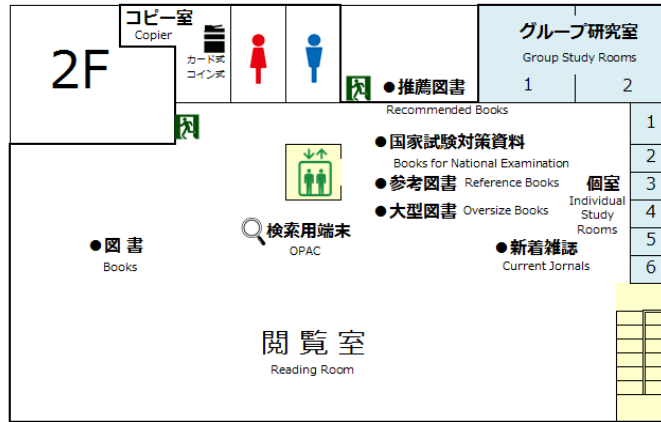 2F
コピー室
Copier
カード式
コイン式
グループ研究室
Group Study Rooms
1 2
●推薦図書
Recommended Books
●国家試験対策資料
Books for National Examination
●参考図書 Reference Books
●大型図書 Oversize Books
個室
Individual
Study
Rooms
1
2
3
4
5
6
検索用端末
OPAC
●図書
Books
●新着雑誌
Current Jornals
閲覧室
Reading Room